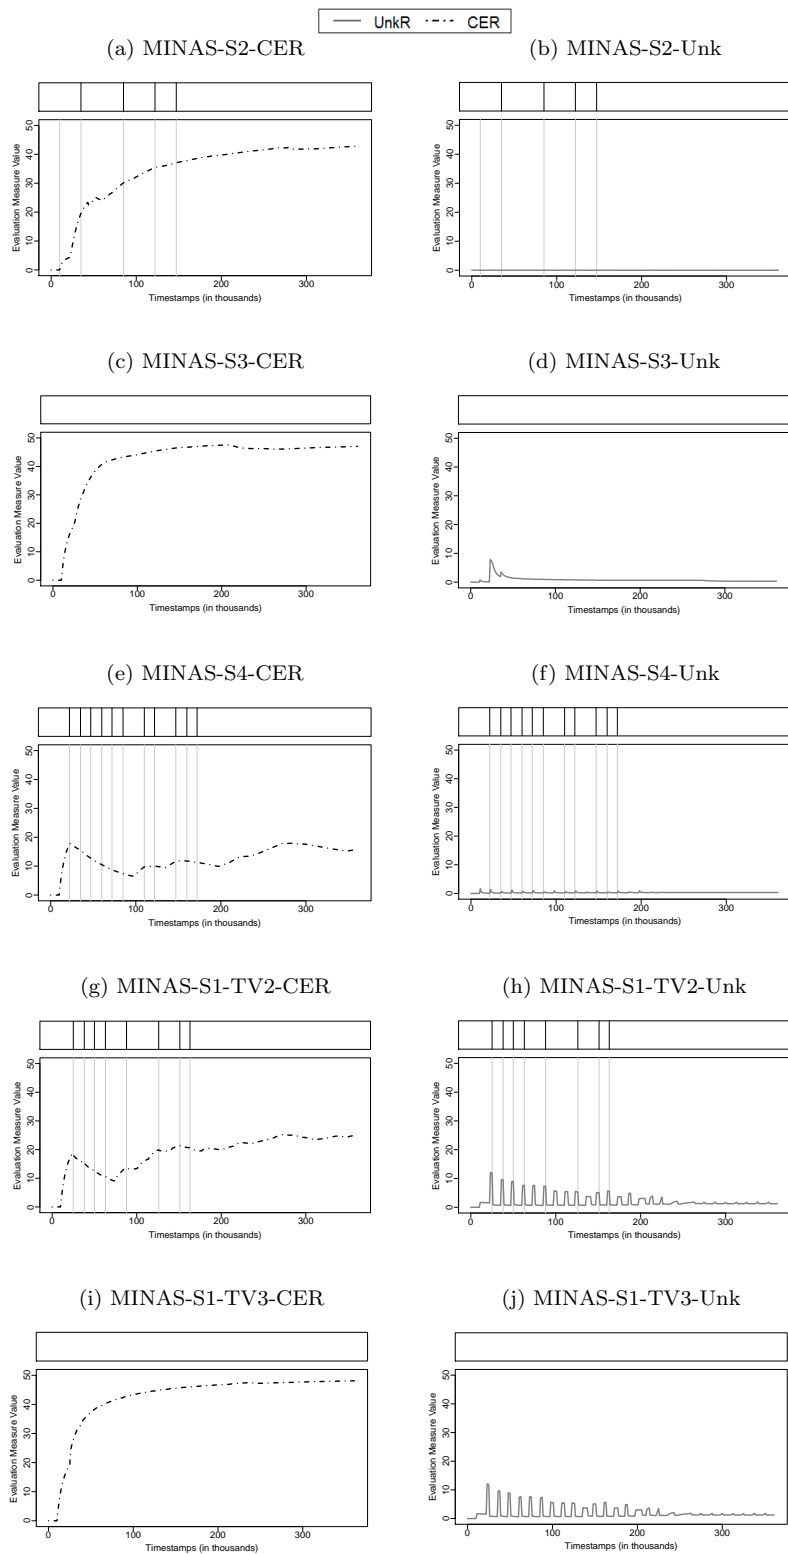 UnkR CER
(a) MINAS-S2-CER
(b) MINAS-S2-Unk
Evaluation Measure Value
0 10 20 30 40 50
0 100 200 300
Timestamps (in thousands)
Evaluation Measure Value
0 10 20 30 40 50
0 100 200 300
Timestamps (in thousands)
(c) MINAS-S3-CER
(d) MINAS-S3-Unk
Evaluation Measure Value
0 10 20 30 40 50
0 100 200 300
Timestamps (in thousands)
Evaluation Measure Value
0 10 20 30 40 50
0 100 200 300
Timestamps (in thousands)
(e) MINAS-S4-CER
(f) MINAS-S4-Unk
Evaluation Measure Value
0 10 20 30 40 50
0 100 200 300
Timestamps (in thousands)
Evaluation Measure Value
0 10 20 30 40 50
0 100 200 300
Timestamps (in thousands)
(g) MINAS-S1-TV2-CER
(h) MINAS-S1-TV2-Unk
Evaluation Measure Value
0 10 20 30 40 50
0 100 200 300
Timestamps (in thousands)
Evaluation Measure Value
0 10 20 30 40 50
0 100 200 300
Timestamps (in thousands)
(i) MINAS-S1-TV3-CER
(j) MINAS-S1-TV3-Unk
Evaluation Measure Value
0 10 20 30 40 50
0 100 200 300
Timestamps (in thousands)
Evaluation Measure Value
0 10 20 30 40 50
0 100 200 300
Timestamps (in thousands)